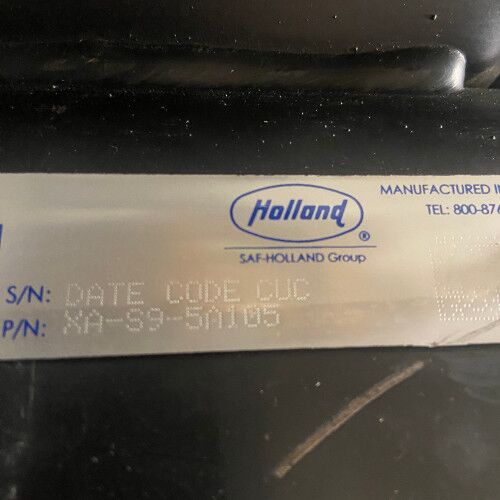 Holland
®
SAF-HOLLAND Group
MANUFACTURED I
TEL: 800-87
S/N: DATE CODE CUC
P/N: XA-S9-5A105